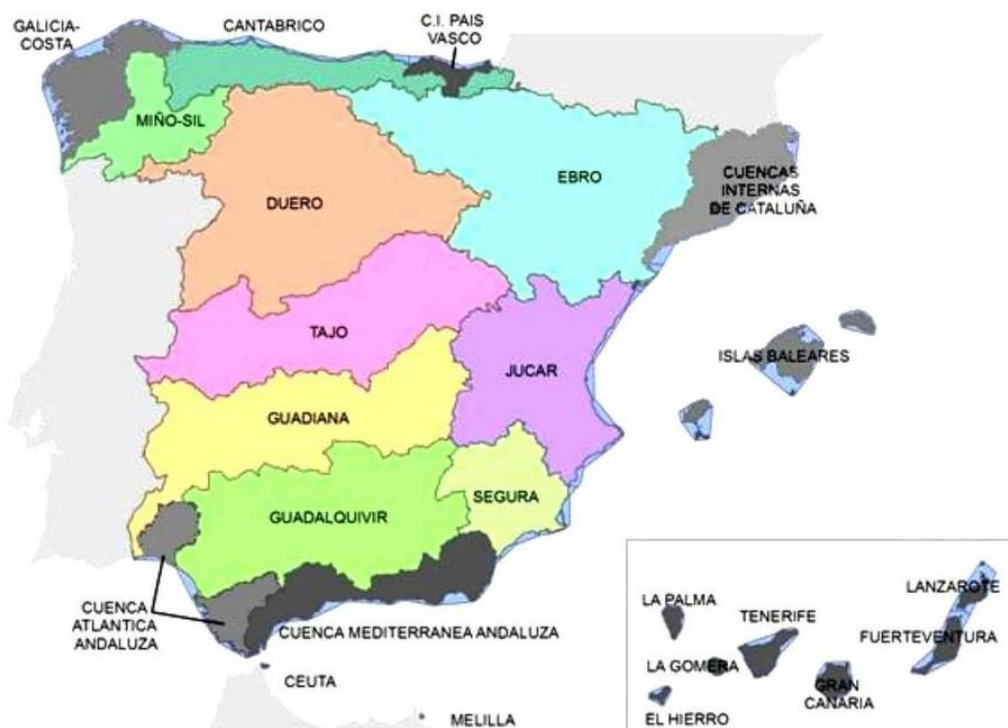 GALICIA-
COSTA
CANTABRICO
C.I. PAIS
VASCO
MIÑO-SIL
DUERO
EBRO
CUENCAS
INTERNAS
DE CATALUÑA
TAJO
JUCAR
ISLAS BALEARES
GUADIANA
SEGURA
GUADALQUIVIR
CUENCA
ATLANTICA
ANDALUZA
CUENCA MEDITERRANEA ANDALUZA
CEUTA
MELILLA
LA PALMA
TENERIFE
LANZAROTE
FUERTEVENTURA
LA GOMERA
GRAN
CANARIA
EL HIERRO